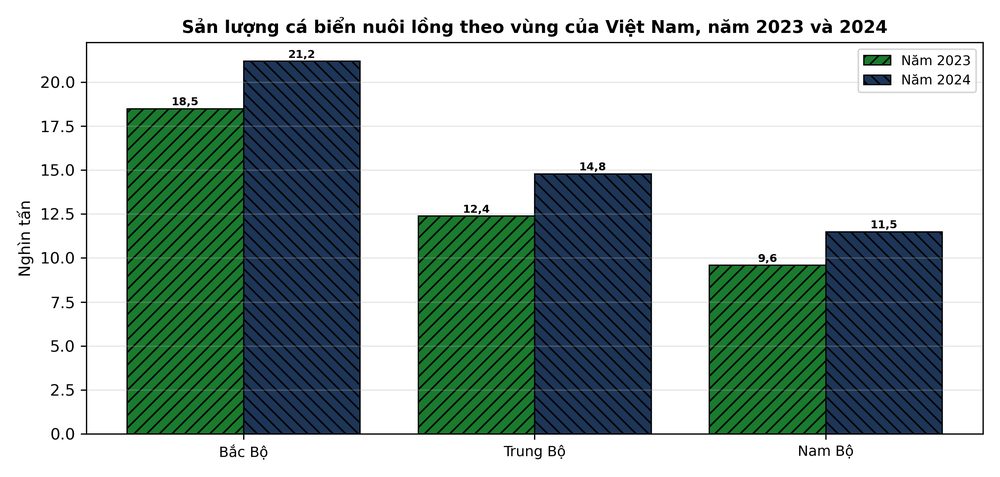 Sản lượng cá biển nuôi lồng theo vùng của Việt Nam, năm 2023 và 2024
Năm 2023
Năm 2024
Nghìn tấn
20.0
17.5
15.0
12.5
10.0
7.5
5.0
2.5
0.0
18,5
21,2
12,4
14,8
9,6
11,5
Bắc Bộ
Trung Bộ
Nam Bộ